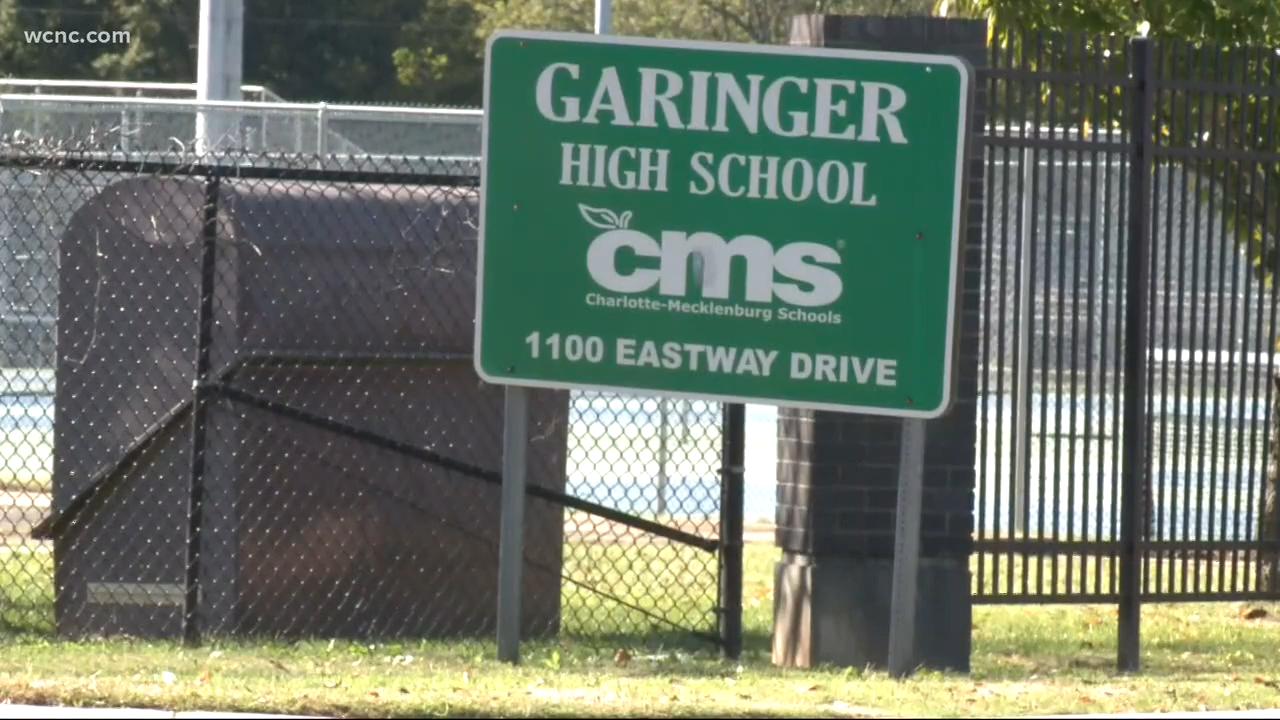 wcnc.com
GARINGER
HIGH SCHOOL
cms
Charlotte-Mecklenburg Schools
1100 EASTWAY DRIVE